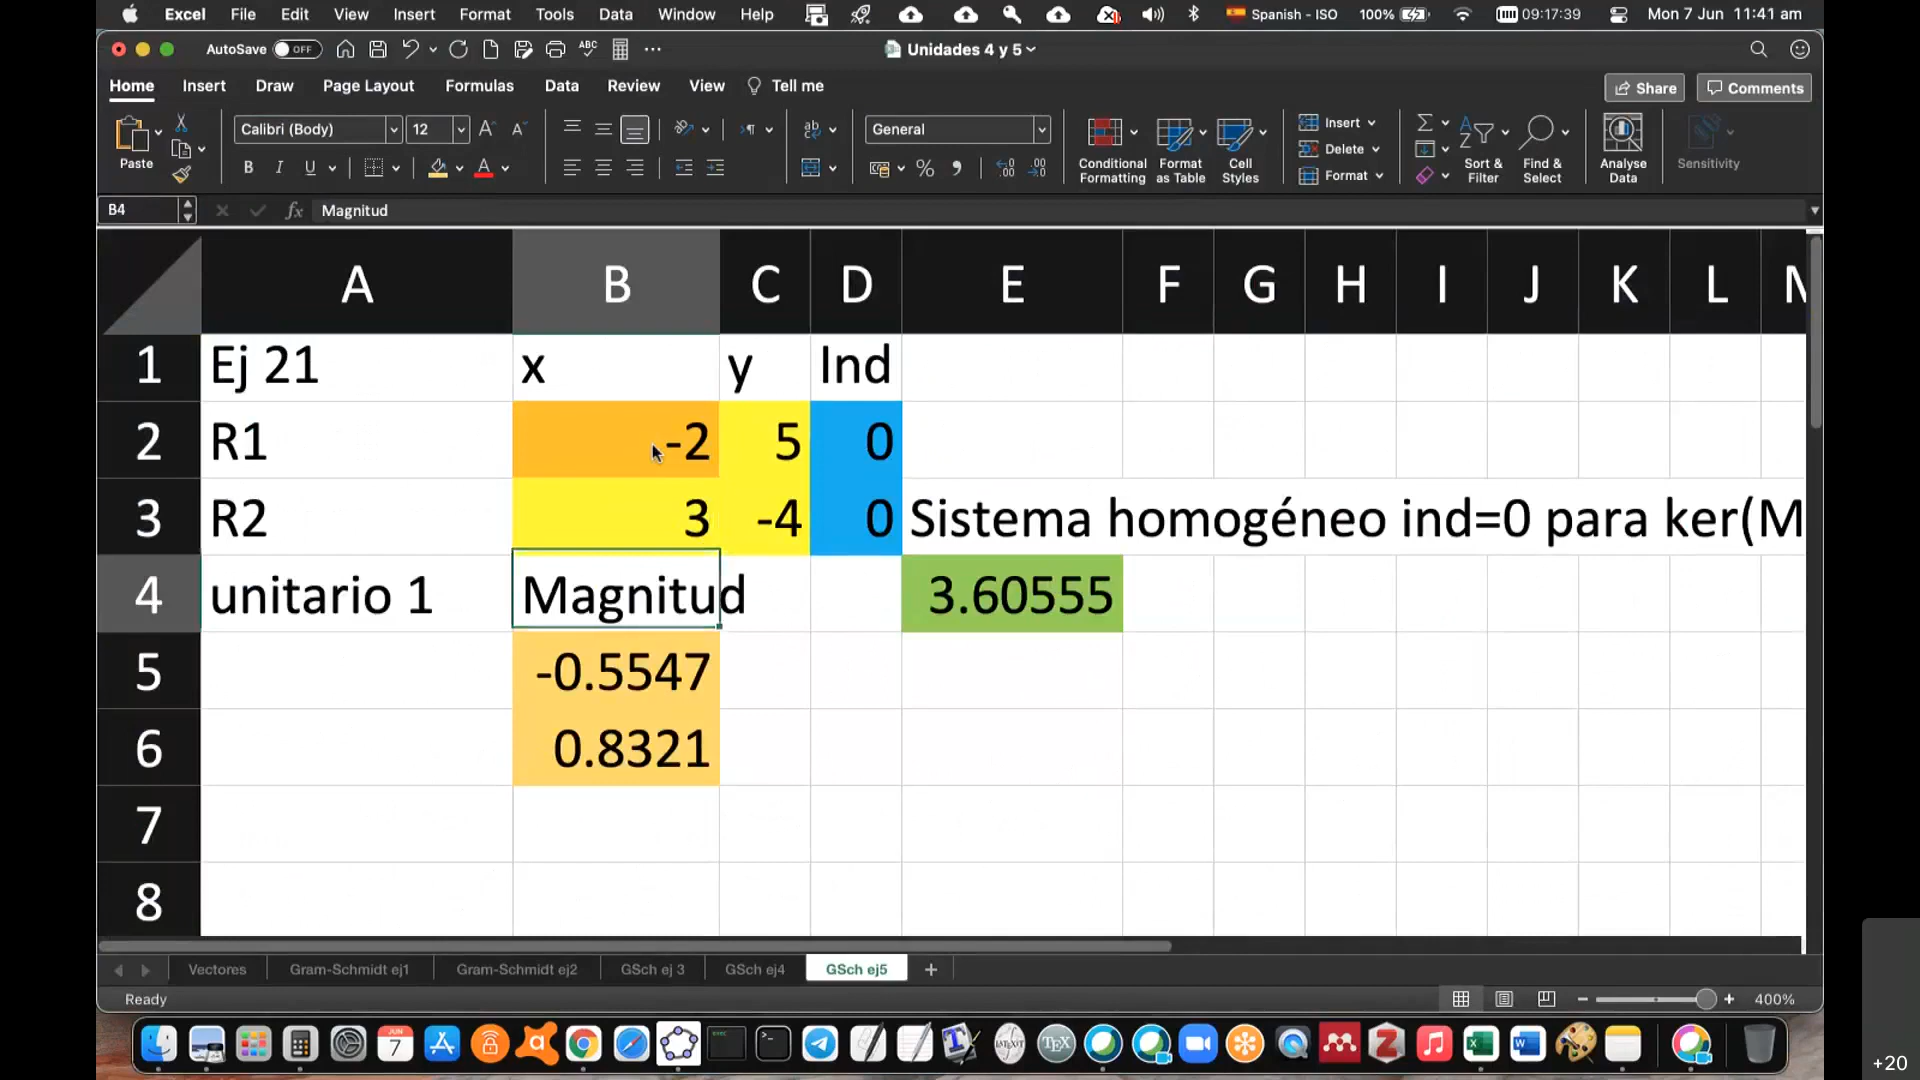 Excel File Edit View Insert Format Tools Data Window Help Spanish - ISO 100% 09:17:39 Mon 7 Jun 11:41 am
AutoSave OFF ABC Unidades 4 y 5
Home Insert Draw Page Layout Formulas Data Review View Tell me Share Comments
Paste Calibri (Body) 12 A A ab General Conditional Formatting Format as Table Cell Styles Insert Delete Format Sort & Filter Find & Select Analyse Data Sensitivity
B I U A % ,
B4 fx Magnitud
A B C D E F G H I J K L M
1 Ej 21 x y Ind
2 R1 -2 5 0
3 R2 3 -4 0 Sistema homogéneo ind=0 para ker(M
4 unitario 1 Magnitud 3.60555
5 -0.5547
6 0.8321
7
8
Vectores Gram-Schmidt ej1 Gram-Schmidt ej2 GSch ej 3 GSch ej4 GSch ej5 +
Ready 400%
JUN 7 TEX W
+20